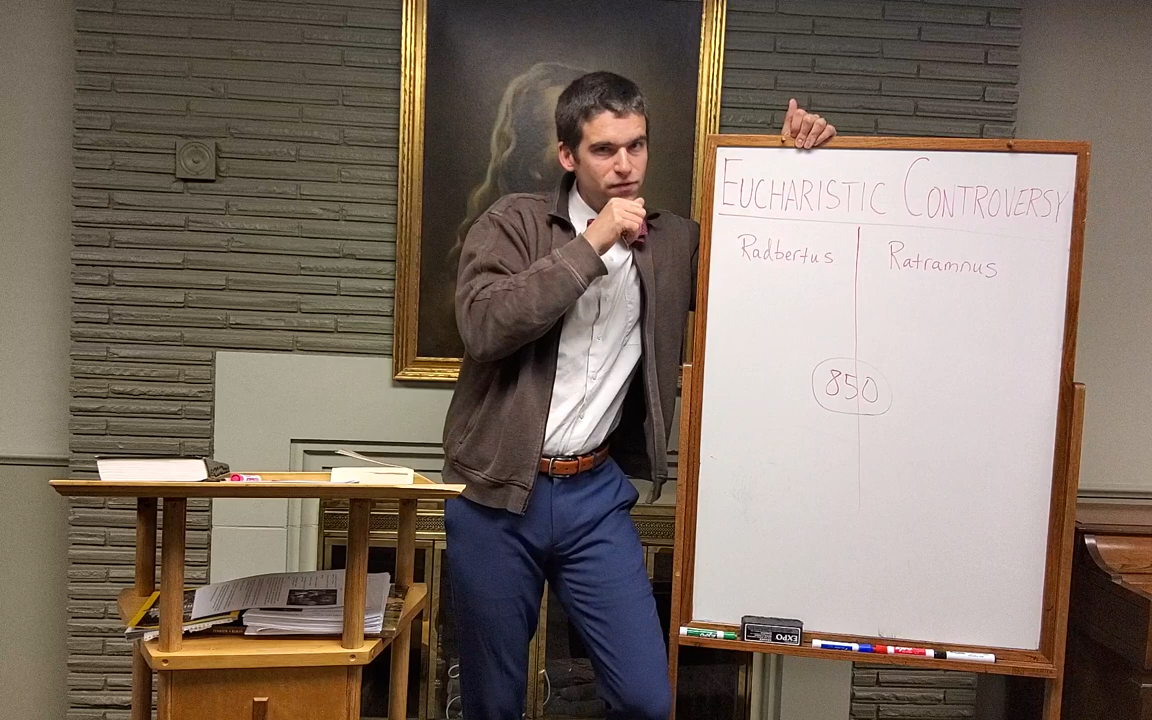 EUCHARISTIC CONTROVERSY
Radbertus
Ratramnus
850
EXPO